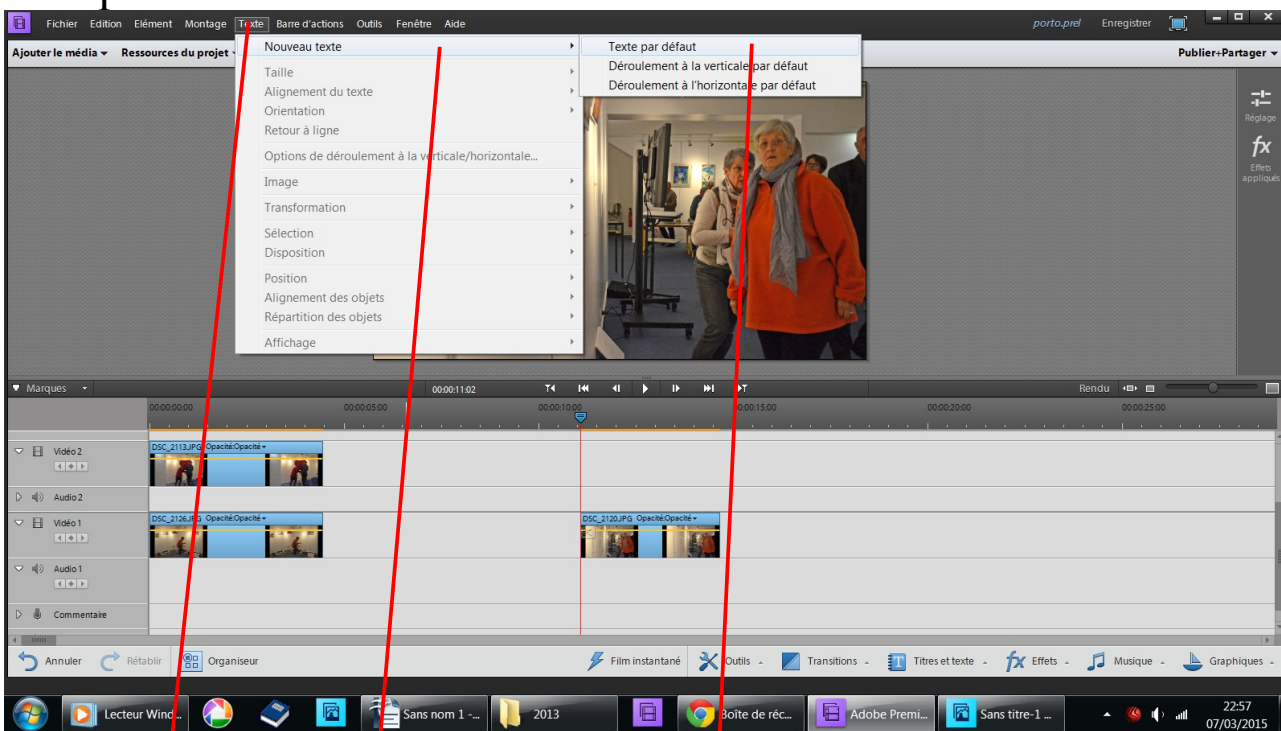 Fichier Edition Elément Montage Texte Barre d'actions Outils Fenêtre Aide
porto.prel Enregistrer
Ajouter le média Ressources du projet
Publier+Partager
Nouveau texte
Taille
Alignement du texte
Orientation
Retour à ligne
Options de déroulement à la verticale/horizontale...
Image
Transformation
Sélection
Disposition
Position
Alignement des objets
Répartition des objets
Affichage
Texte par défaut
Déroulement à la verticale par défaut
Déroulement à l'horizontale par défaut
Réglage
fx
Effets
appliqués
Marques
00:00:11:02
Rendu
00:00:00:00 00:00:05:00 00:00:10:00 00:00:15:00 00:00:20:00 00:00:25:00
Vidéo 2
DSC_2113.JPG Opacité:Opacité
Audio 2
Vidéo 1
DSC_2126.JPG Opacité:Opacité
DSC_2120.JPG Opacité:Opacité
Audio 1
Commentaire
Annuler Rétablir Organiseur Film instantané Outils Transitions Titres et texte fx Effets Musique Graphiques
Lecteur Wind... Sans nom 1 -... 2013 Boîte de réc... Adobe Premi... Sans titre-1 ...
22:57
07/03/2015